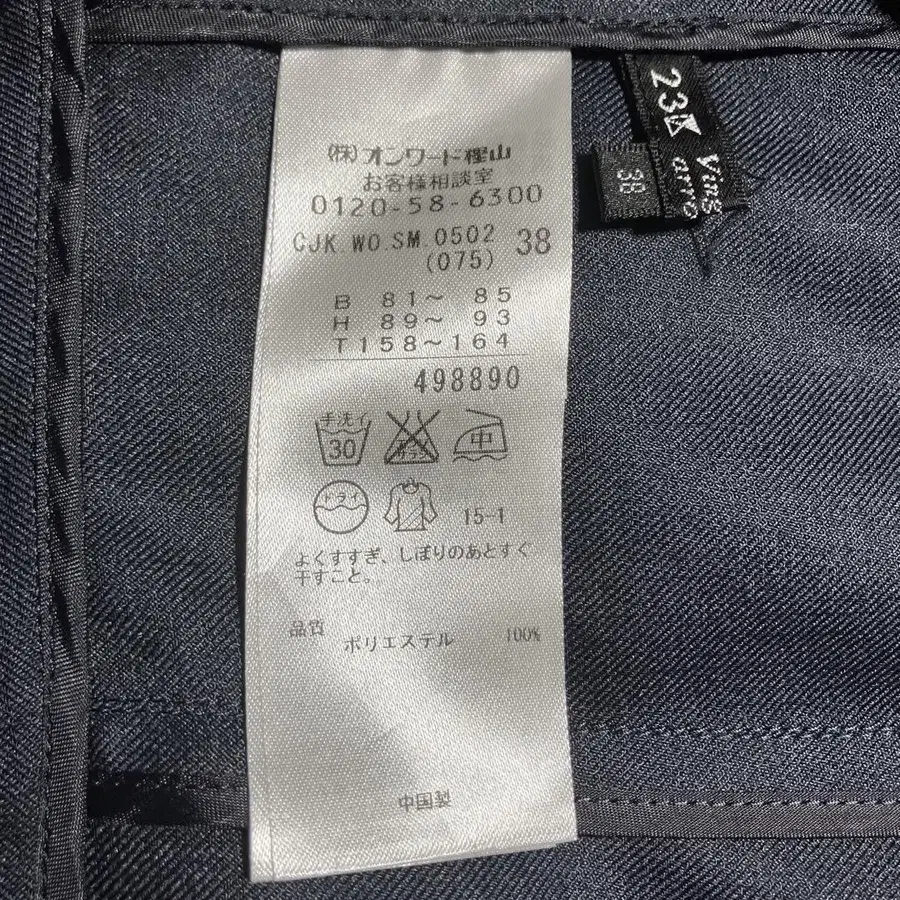 (株)オンワード樫山
お客様相談室
0120-58-6300
CJK.WO.SM.0502 38
(075)
B 81～ 85
H 89～ 93
T158～164
498890
手洗イ
30
中
ドライ
15-1
よくすすぎ、しぼりのあとすぐ
干すこと。
品質
ポリエステル 100%
中国製
23区
38